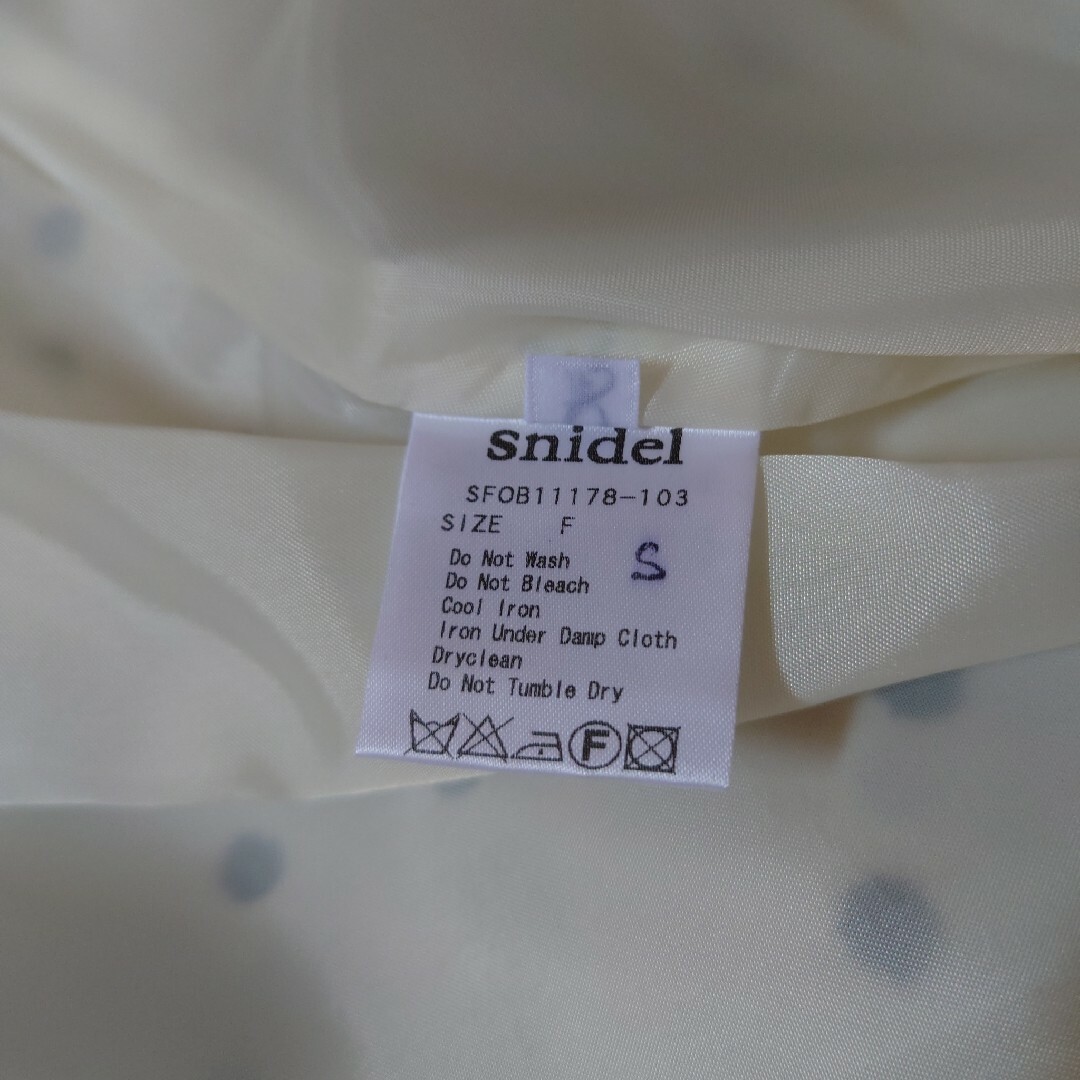 snidel
SFOB11178-103
SIZE F
S
Do Not Wash
Do Not Bleach
Cool Iron
Iron Under Damp Cloth
Dryclean
Do Not Tumble Dry
F